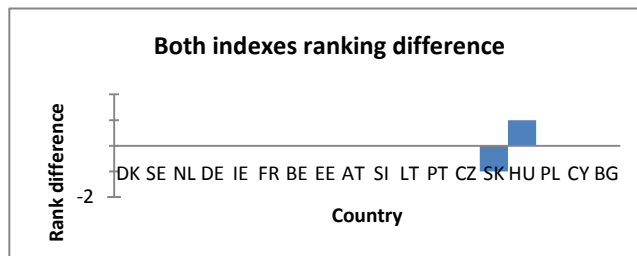 Both indexes ranking difference
Rank difference
DK SE NL DE IE FR BE EE AT SI LT PT CZ SK HU PL CY BG
-2
Country